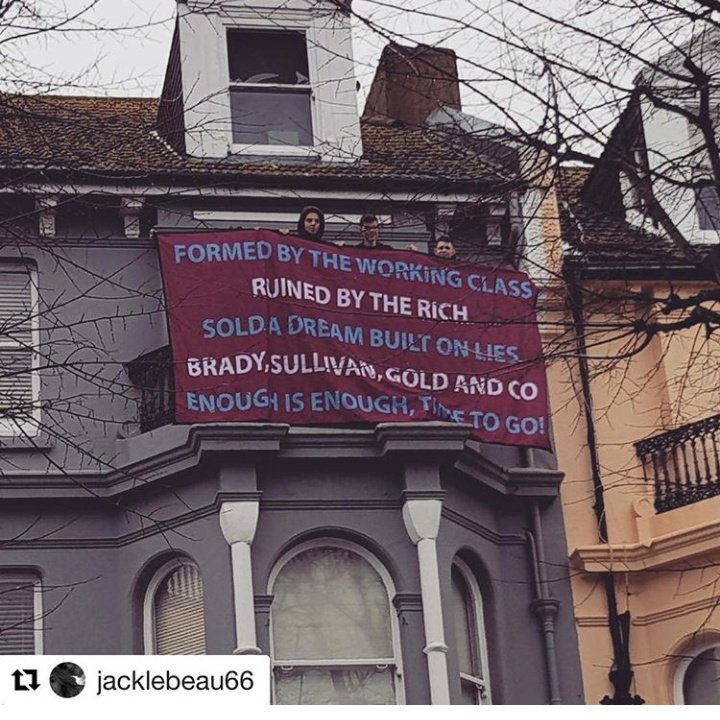 FORMED BY THE WORKING CLASS
RUINED BY THE RICH
SOLD A DREAM BUILT ON LIES
BRADY, SULLIVAN, GOLD AND CO
ENOUGH IS ENOUGH, TIME TO GO!
jacklebeau66